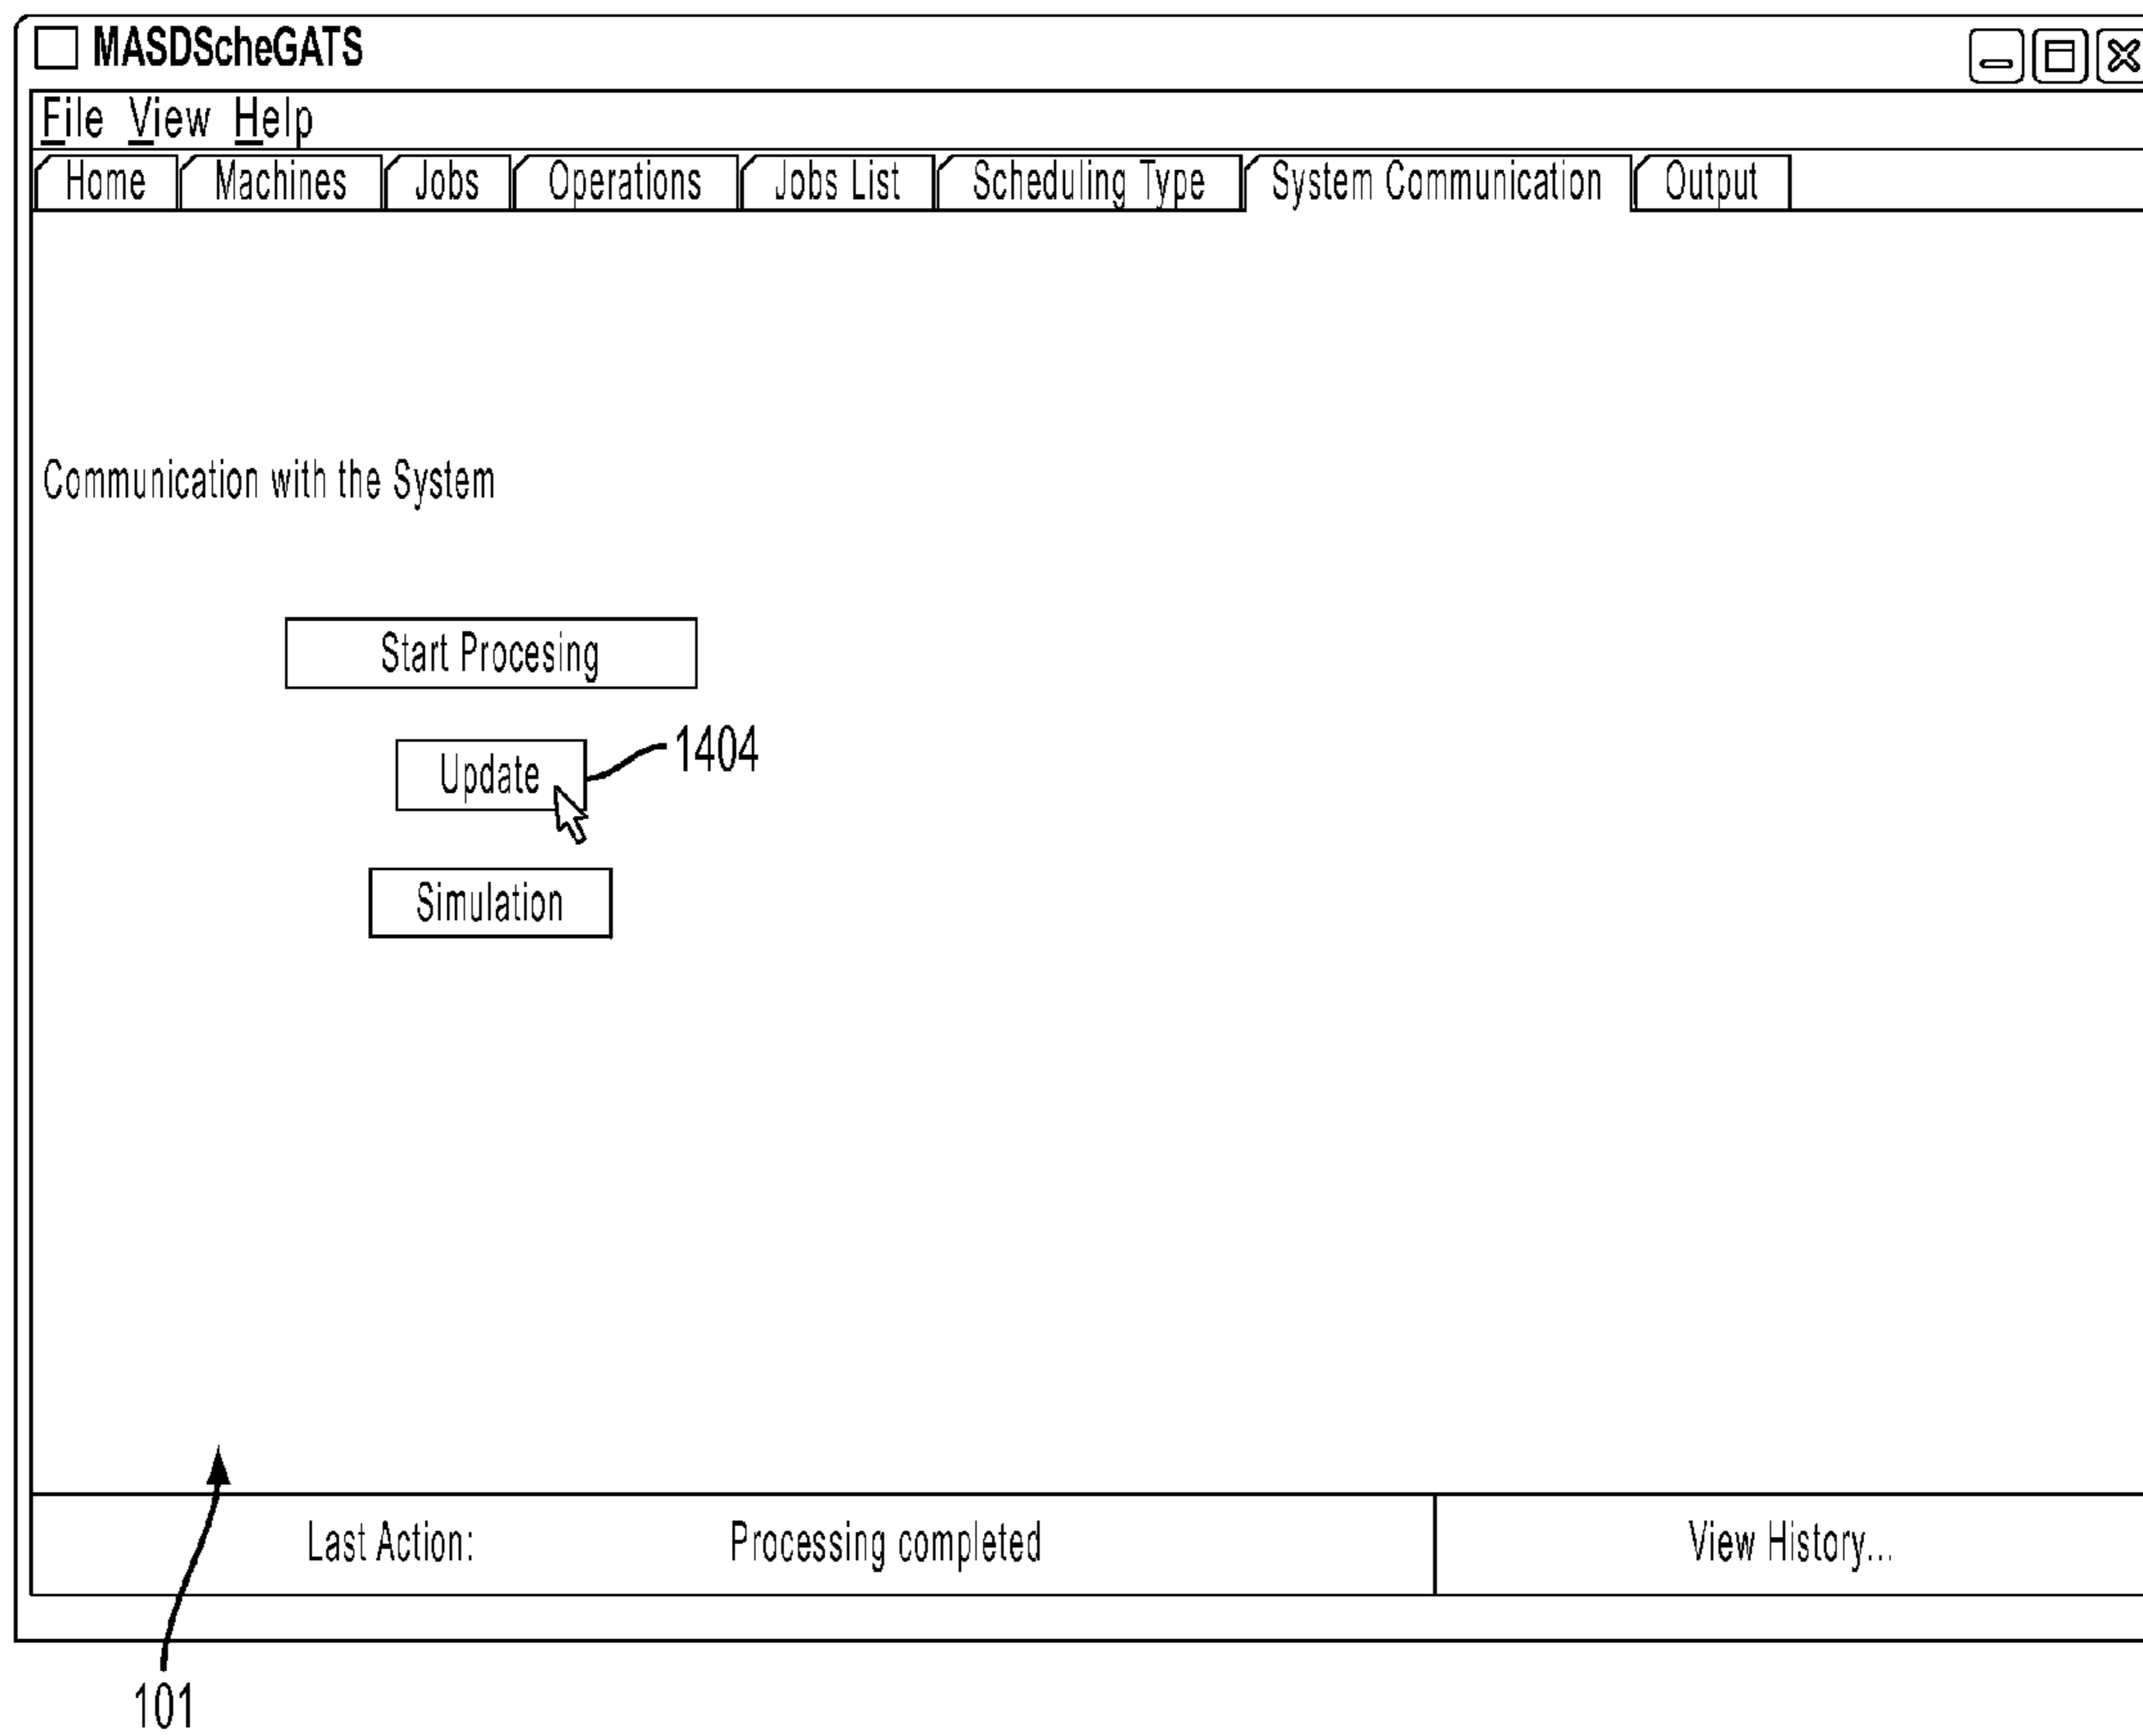 MASDScheGATS
File View Help
Home Machines Jobs Operations Jobs List Scheduling Type System Communication Output
Communication with the System
Start Procesing
Update
1404
Simulation
Last Action: Processing completed View History...
101